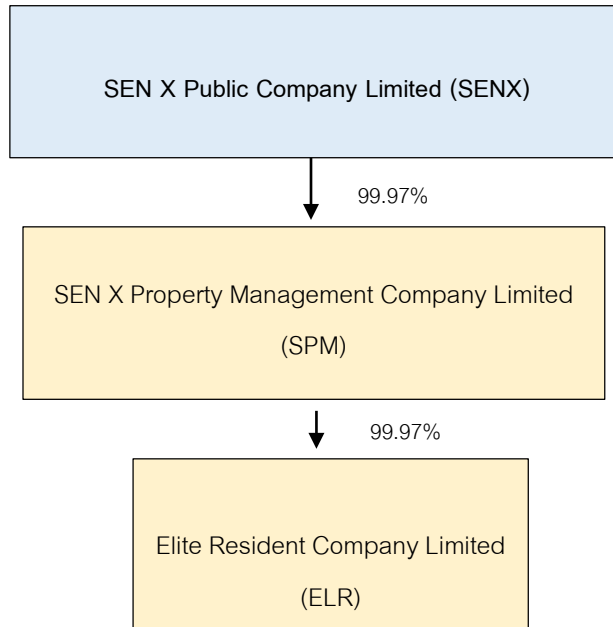 SEN X Public Company Limited (SENX)
99.97%
SEN X Property Management Company Limited
(SPM)
99.97%
Elite Resident Company Limited
(ELR)